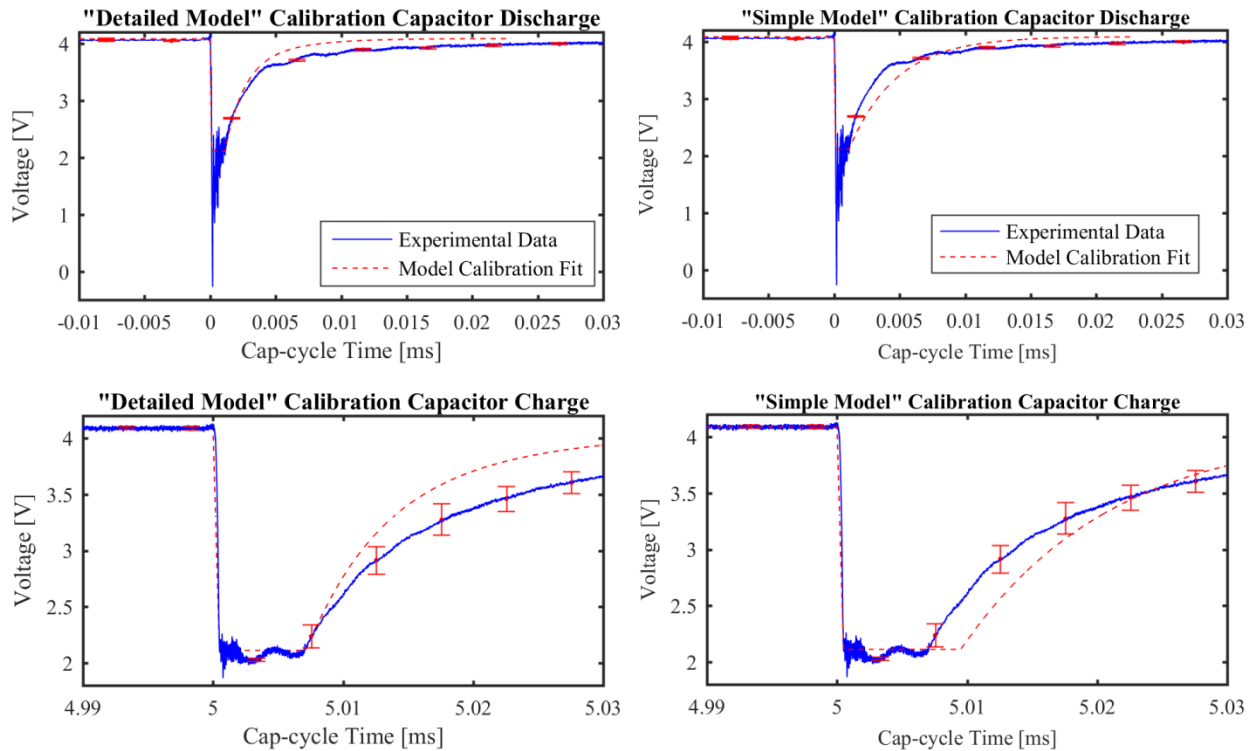 "Detailed Model" Calibration Capacitor Discharge
4
3
2
1
0
Voltage [V]
Experimental Data
Model Calibration Fit
-0.01 -0.005 0 0.005 0.01 0.015 0.02 0.025 0.03
Cap-cycle Time [ms]
"Simple Model" Calibration Capacitor Discharge
4
3
2
1
0
Voltage [V]
Experimental Data
Model Calibration Fit
-0.01 -0.005 0 0.005 0.01 0.015 0.02 0.025 0.03
Cap-cycle Time [ms]
"Detailed Model" Calibration Capacitor Charge
4
3.5
3
2.5
2
Voltage [V]
4.99 5 5.01 5.02 5.03
Cap-cycle Time [ms]
"Simple Model" Calibration Capacitor Charge
4
3.5
3
2.5
2
Voltage [V]
4.99 5 5.01 5.02 5.03
Cap-cycle Time [ms]